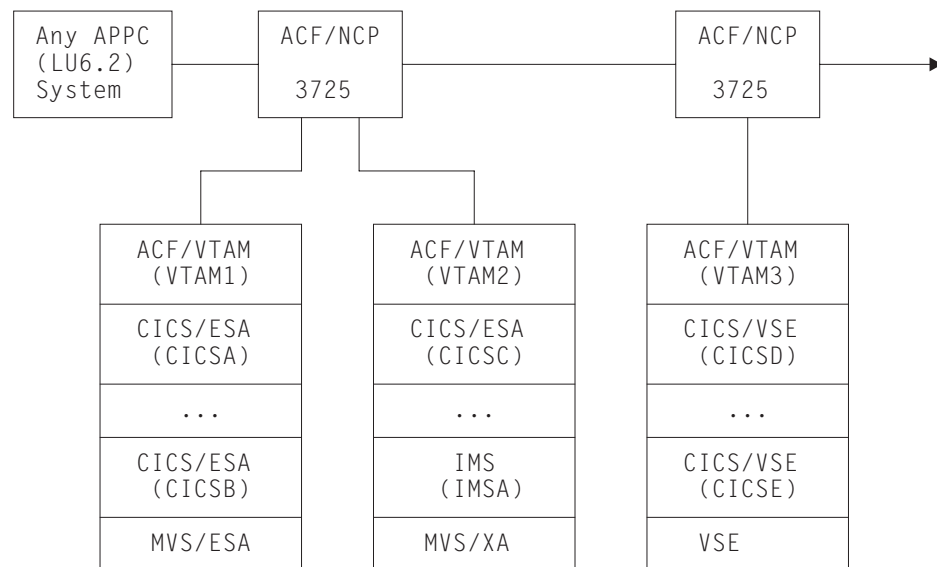 Any APPC
(LU6.2)
System
ACF/NCP
3725
ACF/NCP
3725
ACF/VTAM
(VTAM1)
CICS/ESA
(CICSA)
...
CICS/ESA
(CICSB)
MVS/ESA
ACF/VTAM
(VTAM2)
CICS/ESA
(CICSC)
...
IMS
(IMSA)
MVS/XA
ACF/VTAM
(VTAM3)
CICS/VSE
(CICSD)
...
CICS/VSE
(CICSE)
VSE